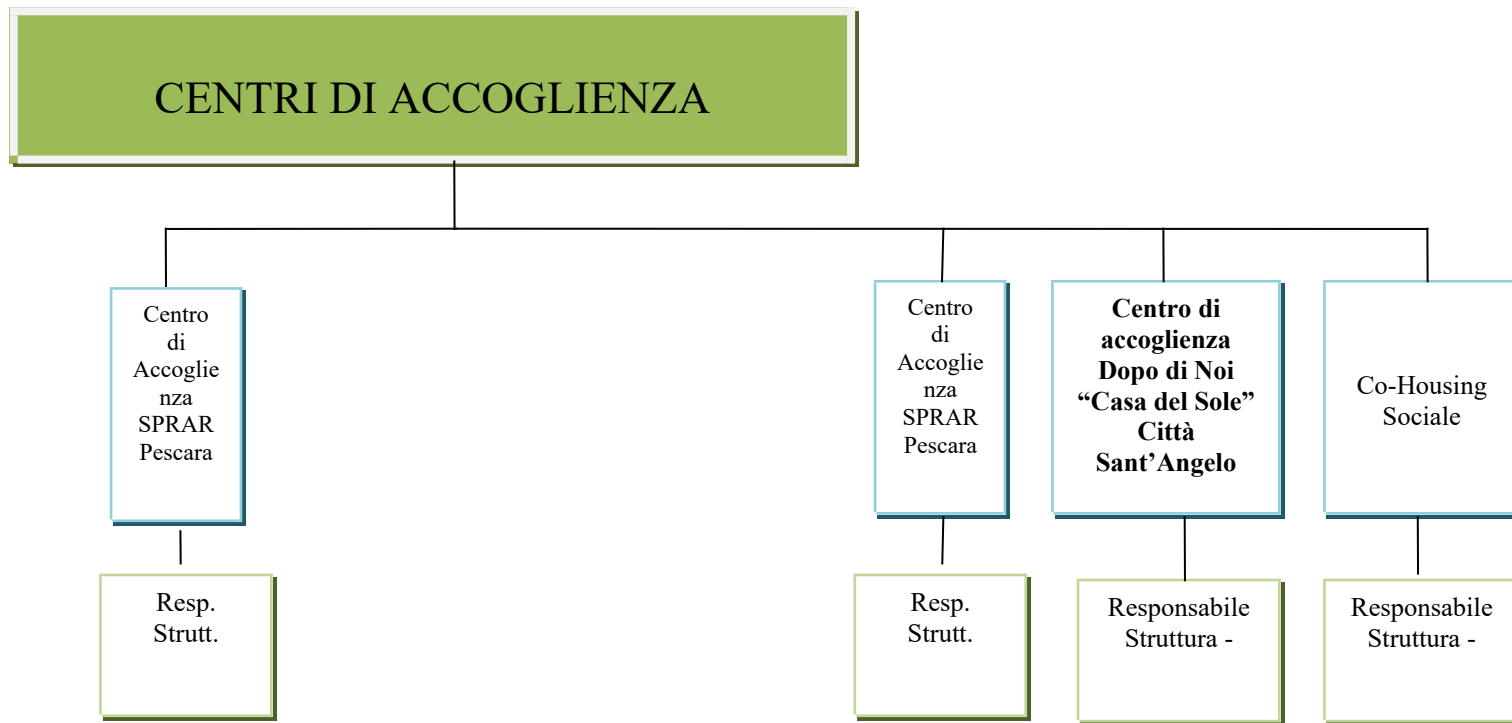 CENTRI DI ACCOGLIENZA
Centro
di
Accoglie
nza
SPRAR
Pescara
Centro
di
Accoglie
nza
SPRAR
Pescara
Centro di
accoglienza
Dopo di Noi
“Casa del Sole”
Città
Sant’Angelo
Co-Housing
Sociale
Resp.
Strutt.
Resp.
Strutt.
Responsabile
Struttura -
Responsabile
Struttura -